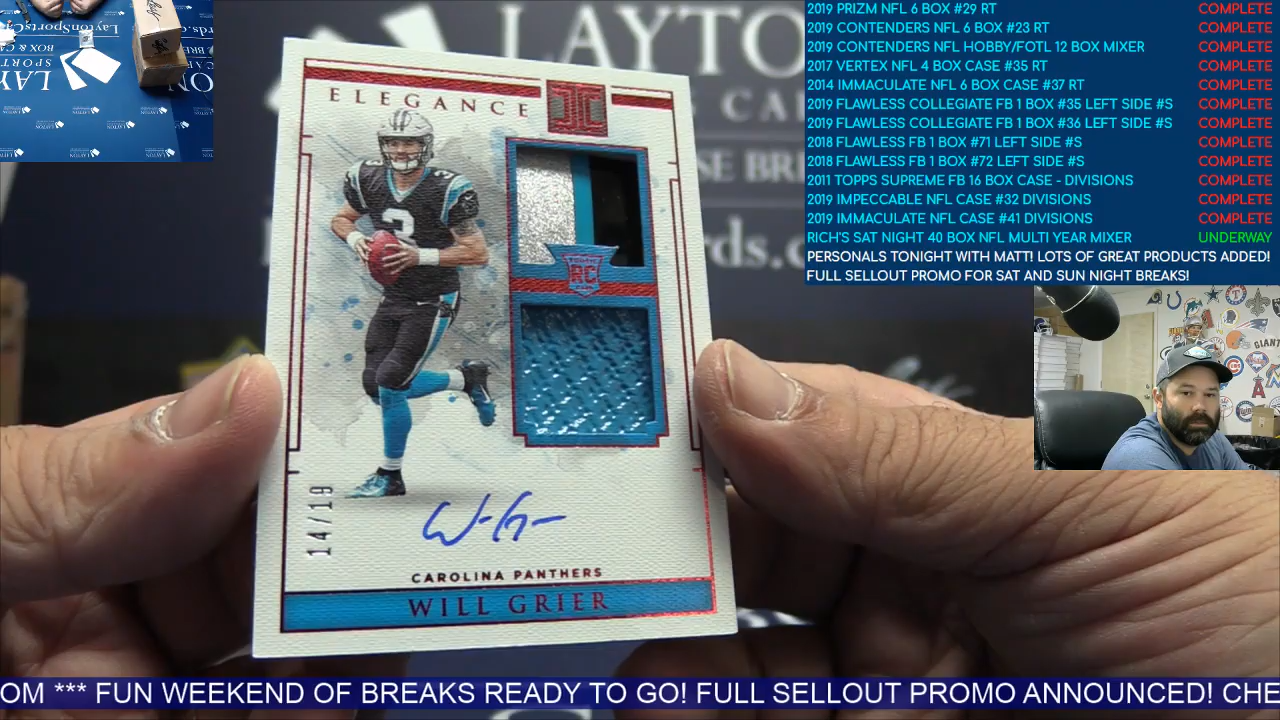 2019 PRIZM NFL 6 BOX #29 RT COMPLETE
2019 CONTENDERS NFL 6 BOX #23 RT COMPLETE
2019 CONTENDERS NFL HOBBY/FOTL 12 BOX MIXER COMPLETE
2017 VERTEX NFL 4 BOX CASE #35 RT COMPLETE
2014 IMMACULATE NFL 6 BOX CASE #37 RT COMPLETE
2019 FLAWLESS COLLEGIATE FB 1 BOX #35 LEFT SIDE #S COMPLETE
2019 FLAWLESS COLLEGIATE FB 1 BOX #36 LEFT SIDE #S COMPLETE
2018 FLAWLESS FB 1 BOX #71 LEFT SIDE #S COMPLETE
2018 FLAWLESS FB 1 BOX #72 LEFT SIDE #S COMPLETE
2011 TOPPS SUPREME FB 16 BOX CASE - DIVISIONS COMPLETE
2019 IMPECCABLE NFL CASE #32 DIVISIONS COMPLETE
2019 IMMACULATE NFL CASE #41 DIVISIONS COMPLETE
RICH'S SAT NIGHT 40 BOX NFL MULTI YEAR MIXER UNDERWAY
PERSONALS TONIGHT WITH MATT! LOTS OF GREAT PRODUCTS ADDED!
FULL SELLOUT PROMO FOR SAT AND SUN NIGHT BREAKS!
LAYTON
ELEGANCE
3
RC
14/19
CAROLINA PANTHERS
WILL GRIER
OM *** FUN WEEKEND OF BREAKS READY TO GO! FULL SELLOUT PROMO ANNOUNCED! CHE